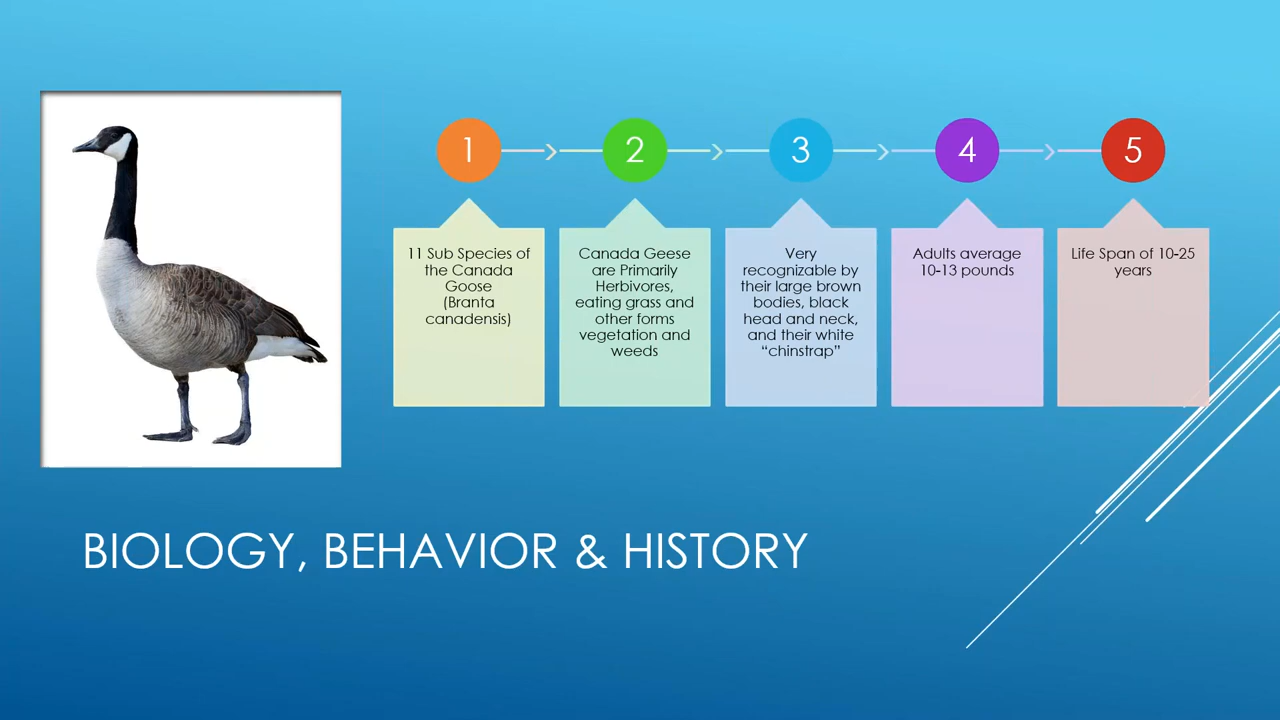 1
2
3
4
5
11 Sub Species of
the Canada
Goose
(Branta
canadensis)
Canada Geese
are Primarily
Herbivores,
eating grass and
other forms
vegetation and
weeds
Very
recognizable by
their large brown
bodies, black
head and neck,
and their white
“chinstrap”
Adults average
10-13 pounds
Life Span of 10-25
years
BIOLOGY, BEHAVIOR & HISTORY